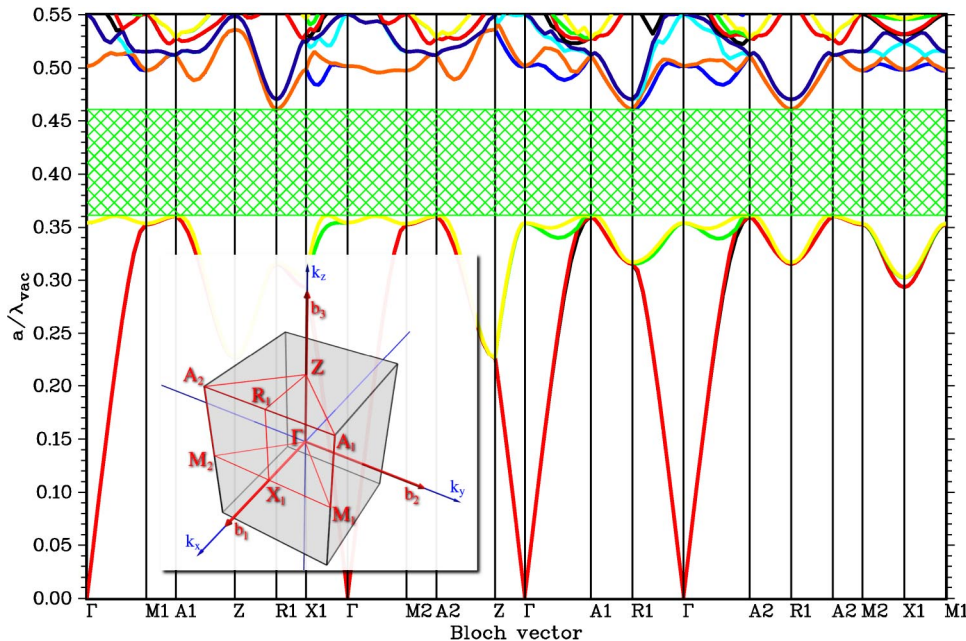 0.55
0.50
0.45
0.40
0.35
0.30
0.25
0.20
0.15
0.10
0.05
0.00
a/λvac
Γ M1 A1 Z R1 X1 Γ M2 A2 Z Γ A1 R1 Γ A2 R1 A2 M2 X1 M1
Bloch vector
kz
b3
Z
A2
R1
Γ
A1
M2
X1
M1
b2
ky
b1
kx